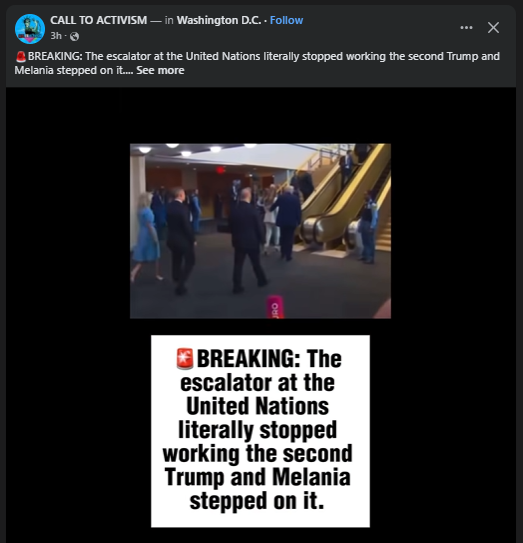 CALL TO ACTIVISM — in Washington D.C. · Follow
3h ·
🚨BREAKING: The escalator at the United Nations literally stopped working the second Trump and
Melania stepped on it.... See more
URO
🚨BREAKING: The
escalator at the
United Nations
literally stopped
working the second
Trump and Melania
stepped on it.